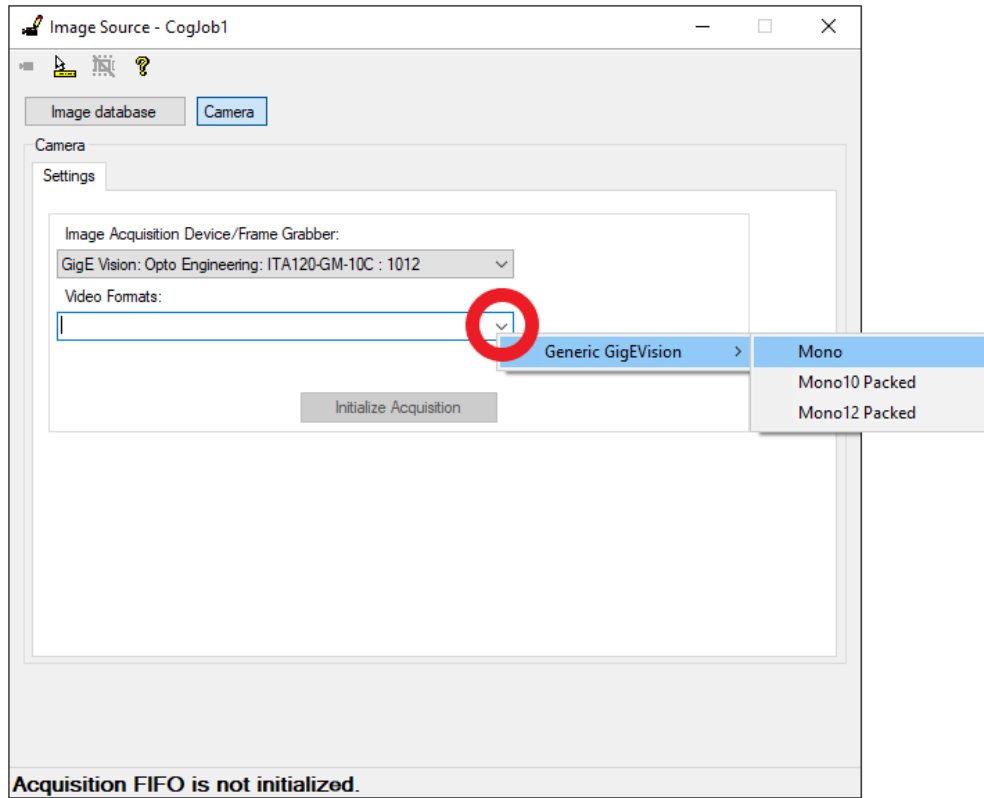 Image Source - CogJob1
Image database
Camera
Camera
Settings
Image Acquisition Device/Frame Grabber:
GigE Vision: Opto Engineering: ITA120-GM-10C : 1012
Video Formats:
Generic GigEVision
Mono
Mono10 Packed
Mono12 Packed
Initialize Acquisition
Acquisition FIFO is not initialized.